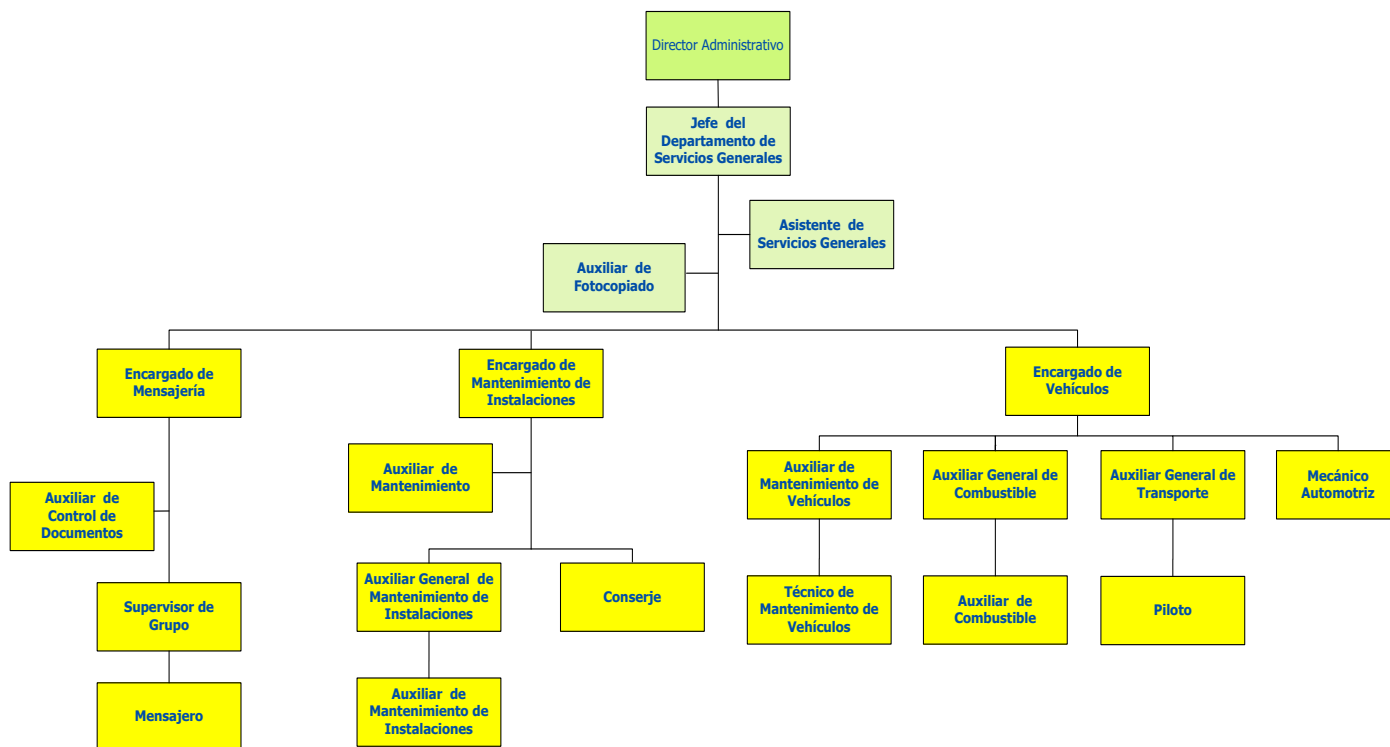 Director Administrativo
Jefe del
Departamento de
Servicios Generales
Asistente de
Servicios Generales
Auxiliar de
Fotocopiado
Encargado de
Mensajería
Encargado de
Mantenimiento de
Instalaciones
Encargado de
Vehículos
Auxiliar de
Mantenimiento
Auxiliar de
Mantenimiento de
Vehículos
Auxiliar General de
Combustible
Auxiliar General de
Transporte
Mecánico
Automotriz
Auxiliar de
Control de
Documentos
Auxiliar General de
Mantenimiento de
Instalaciones
Conserje
Técnico de
Mantenimiento de
Vehículos
Auxiliar de
Combustible
Piloto
Supervisor de
Grupo
Mensajero
Auxiliar de
Mantenimiento de
Instalaciones